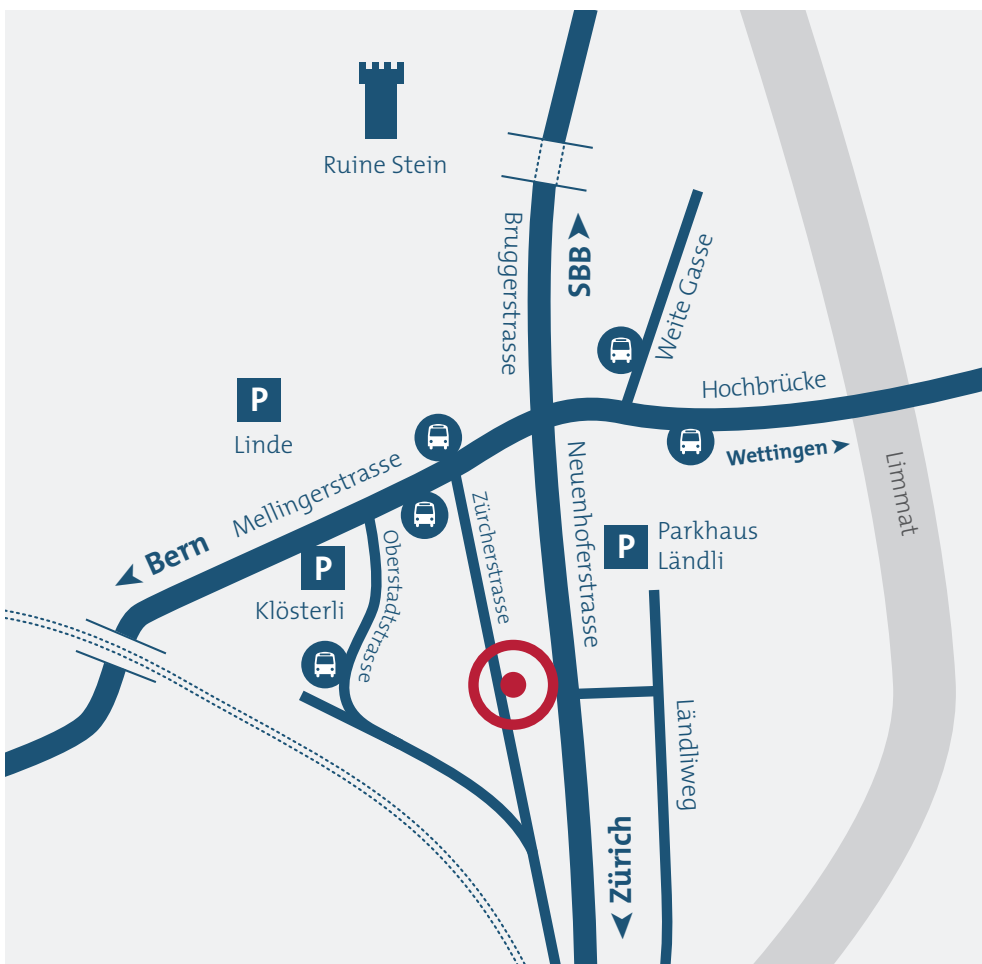 Ruine Stein
Bruggerstrasse
SBB
Weite Gasse
Hochbrücke
P
Linde
Wettingen
Mellingerstrasse
Limmat
Neuenhoferstrasse
Zürcherstrasse
P
Parkhaus
Ländli
Bern
Oberstadtstrasse
P
Klösterli
Ländliweg
Zürich